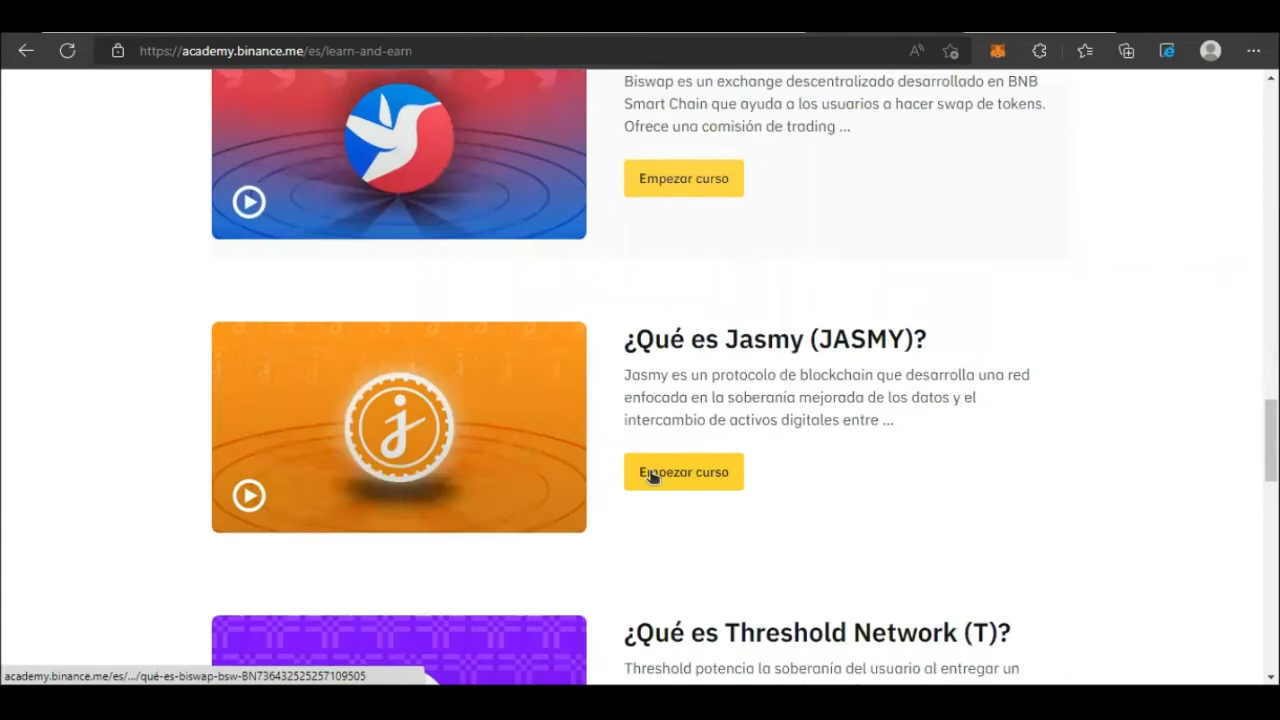 https://academy.binance.me/es/learn-and-earn
Biswap es un exchange descentralizado desarrollado en BNB
Smart Chain que ayuda a los usuarios a hacer swap de tokens.
Ofrece una comisión de trading ...
Empezar curso
¿Qué es Jasmy (JASMY)?
Jasmy es un protocolo de blockchain que desarrolla una red
enfocada en la soberanía mejorada de los datos y el
intercambio de activos digitales entre ...
Empezar curso
¿Qué es Threshold Network (T)?
Threshold potencia la soberanía del usuario al entregar un
academy.binance.me/es/.../qué-es-biswap-bsw-BN736432525257109505